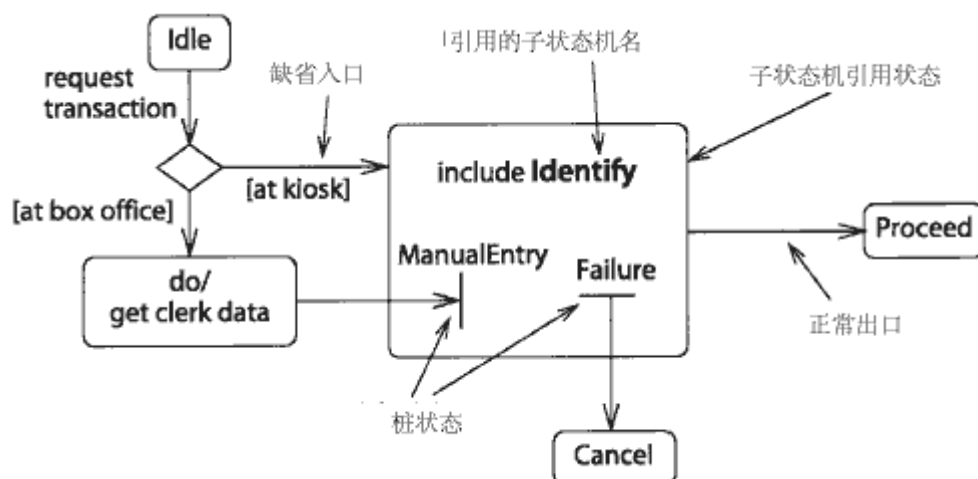 Idle
引用的子状态机名
request
transaction
缺省入口
子状态机引用状态
include Identify
[at kiosk]
[at box office]
Proceed
ManualEntry
Failure
do/
get clerk data
正常出口
桩状态
Cancel